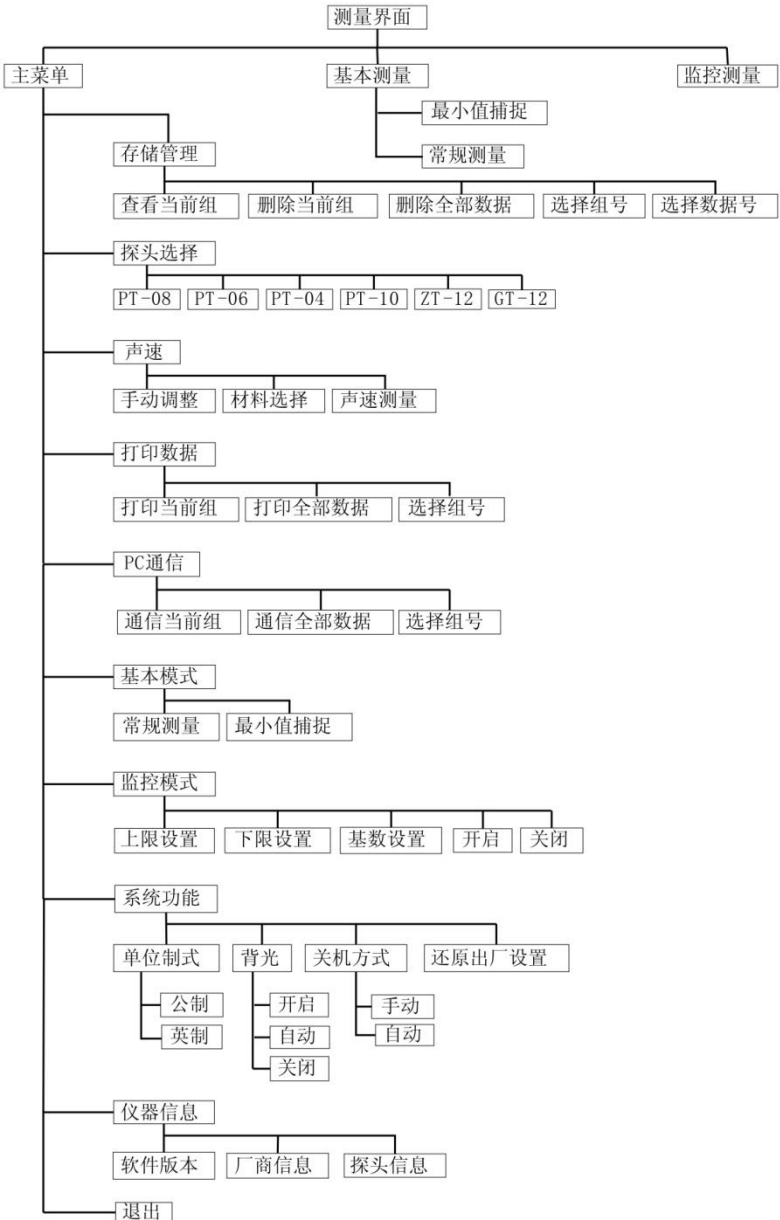 测量界面
主菜单 基本测量 监控测量
最小值捕捉
存储管理 常规测量
查看当前组 删除当前组 删除全部数据 选择组号 选择数据号
探头选择
PT-08 PT-06 PT-04 PT-10 ZT-12 GT-12
声速
手动调整 材料选择 声速测量
打印数据
打印当前组 打印全部数据 选择组号
PC通信
通信当前组 通信全部数据 选择组号
基本模式
常规测量 最小值捕捉
监控模式
上限设置 下限设置 基数设置 开启 关闭
系统功能
单位制式 背光 关机方式 还原出厂设置
公制 开启 手动
英制 自动 自动
关闭
仪器信息
软件版本 厂商信息 探头信息
退出